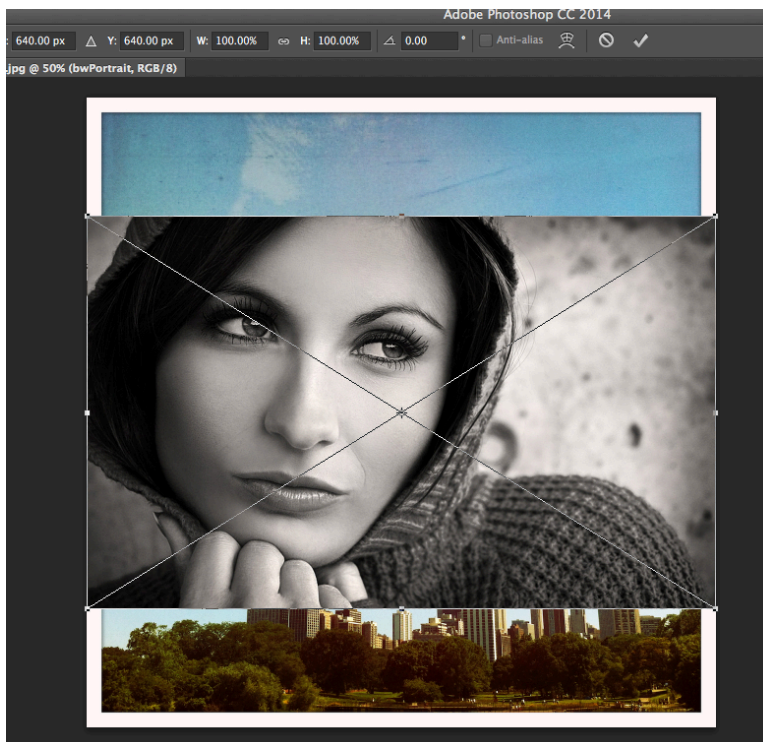 Adobe Photoshop CC 2014
: 640.00 px Y: 640.00 px W: 100.00% H: 100.00% 0.00 ° Anti-alias
.jpg @ 50% (bwPortrait, RGB/8)